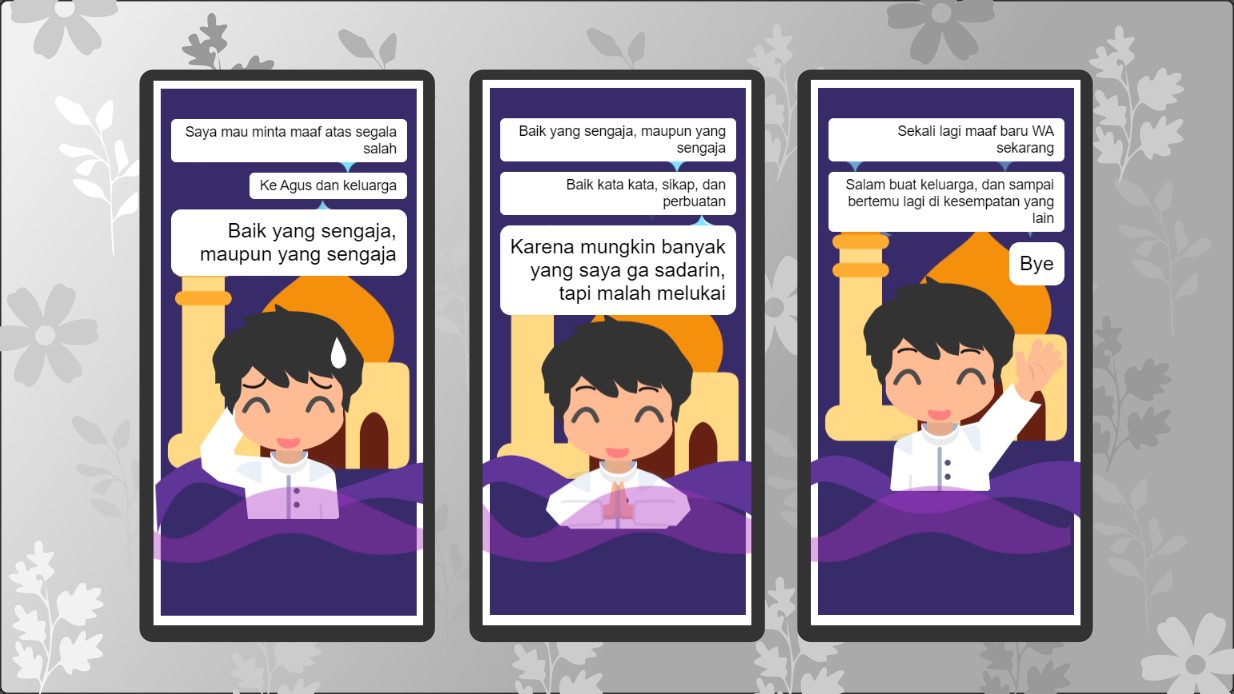 Saya mau minta maaf atas segala
salah
Ke Agus dan keluarga
Baik yang sengaja,
maupun yang sengaja
Baik yang sengaja, maupun yang
sengaja
Baik kata kata, sikap, dan
perbuatan
Karena mungkin banyak
yang saya ga sadarin,
tapi malah melukai
Sekali lagi maaf baru WA
sekarang
Salam buat keluarga, dan sampai
bertemu lagi di kesempatan yang
lain
Bye